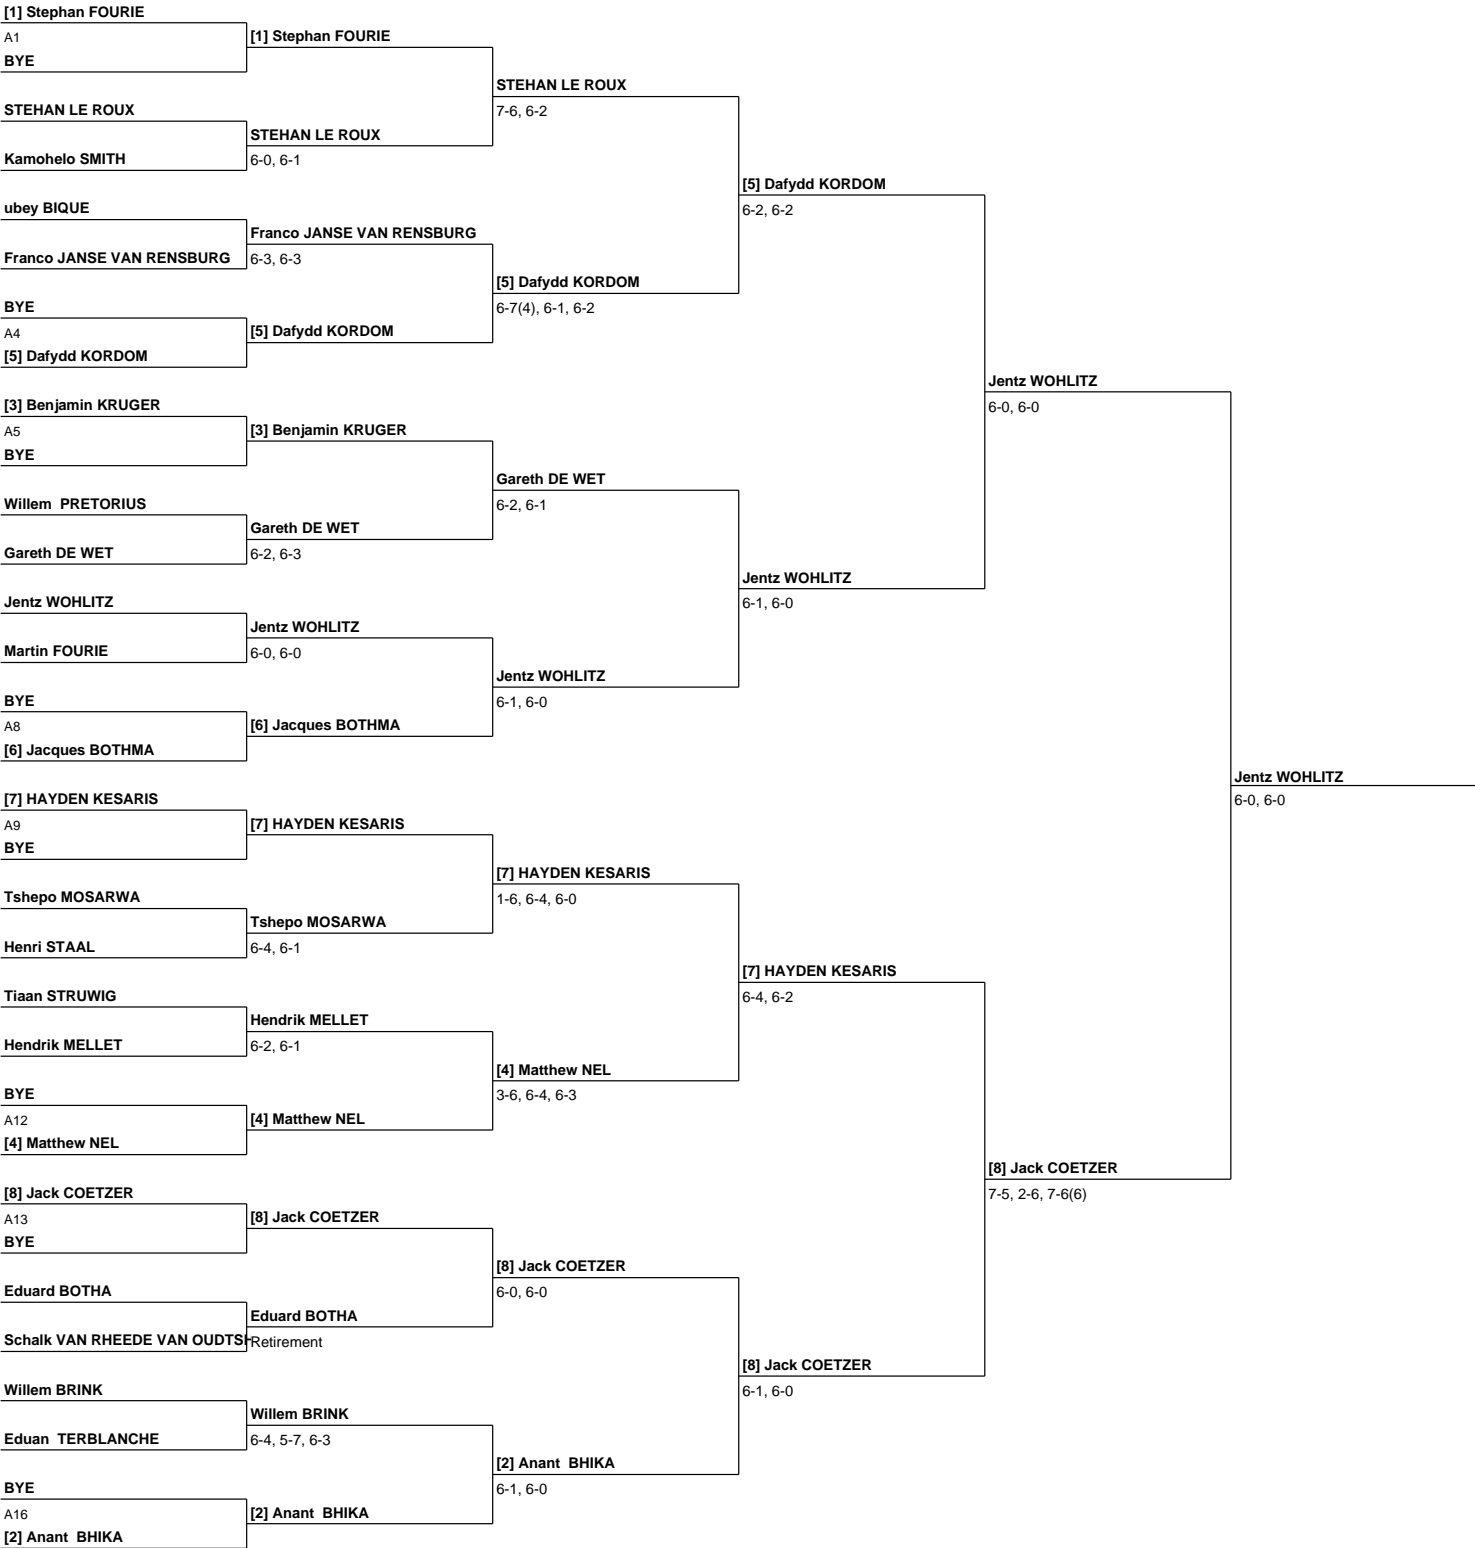 [1] Stephan FOURIE
A1
BYE
STEHAN LE ROUX
Kamohelo SMITH
ubey BIQUE
Franco JANSE VAN RENSBURG
BYE
A4
[5] Dafydd KORDOM
[3] Benjamin KRUGER
A5
BYE
Willem PRETORIUS
Gareth DE WET
Jentz WOHLITZ
Martin FOURIE
BYE
A8
[6] Jacques BOTHMA
[7] HAYDEN KESARIS
A9
BYE
Tshepo MOSARWA
Henri STAAL
Tiaan STRUWIG
Hendrik MELLET
BYE
A12
[4] Matthew NEL
[8] Jack COETZER
A13
BYE
Eduard BOTHA
Schalk VAN RHEEDE VAN OUDTSH
Willem BRINK
Eduan TERBLANCHE
BYE
A16
[2] Anant BHIKA
[1] Stephan FOURIE
STEHAN LE ROUX
6-0, 6-1
Franco JANSE VAN RENSBURG
6-3, 6-3
[5] Dafydd KORDOM
[3] Benjamin KRUGER
Gareth DE WET
6-2, 6-3
Jentz WOHLITZ
6-0, 6-0
[6] Jacques BOTHMA
[7] HAYDEN KESARIS
Tshepo MOSARWA
6-4, 6-1
Hendrik MELLET
6-2, 6-1
[4] Matthew NEL
[8] Jack COETZER
Eduard BOTHA
Retirement
Willem BRINK
6-4, 5-7, 6-3
[2] Anant BHIKA
STEHAN LE ROUX
7-6, 6-2
[5] Dafydd KORDOM
6-7(4), 6-1, 6-2
Gareth DE WET
6-2, 6-1
Jentz WOHLITZ
6-1, 6-0
[7] HAYDEN KESARIS
1-6, 6-4, 6-0
[4] Matthew NEL
3-6, 6-4, 6-3
[8] Jack COETZER
6-0, 6-0
[2] Anant BHIKA
6-1, 6-0
[5] Dafydd KORDOM
6-2, 6-2
Jentz WOHLITZ
6-1, 6-0
[7] HAYDEN KESARIS
6-4, 6-2
[8] Jack COETZER
6-1, 6-0
Jentz WOHLITZ
6-0, 6-0
[8] Jack COETZER
7-5, 2-6, 7-6(6)
Jentz WOHLITZ
6-0, 6-0